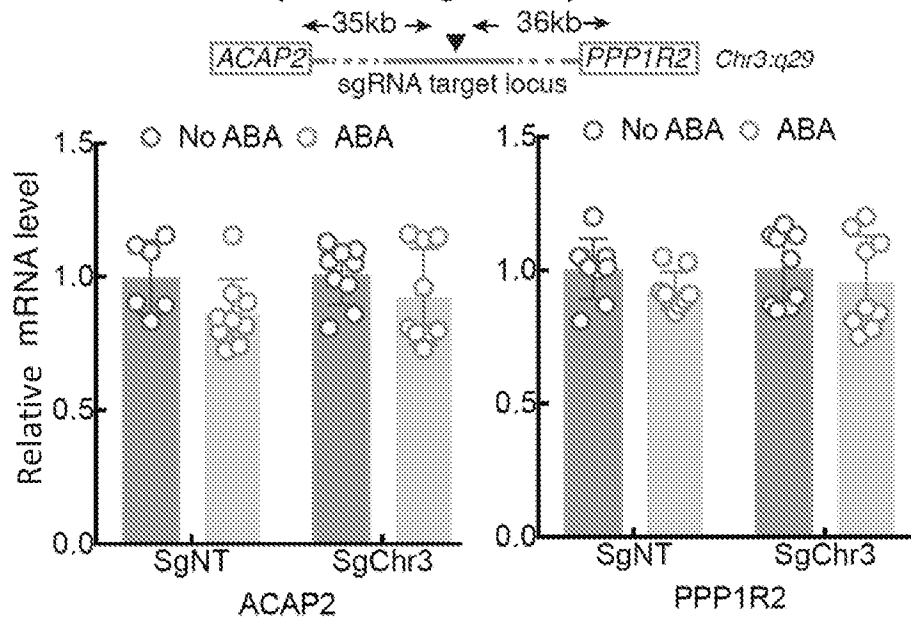 35kb 36kb
ACAP2 PPP1R2 Chr3:q29
sgRNA target locus
1.5 No ABA ABA
1.0
0.5
0.0
Relative mRNA level
SgNT SgChr3
ACAP2
1.5 No ABA ABA
1.0
0.5
0.0
SgNT SgChr3
PPP1R2